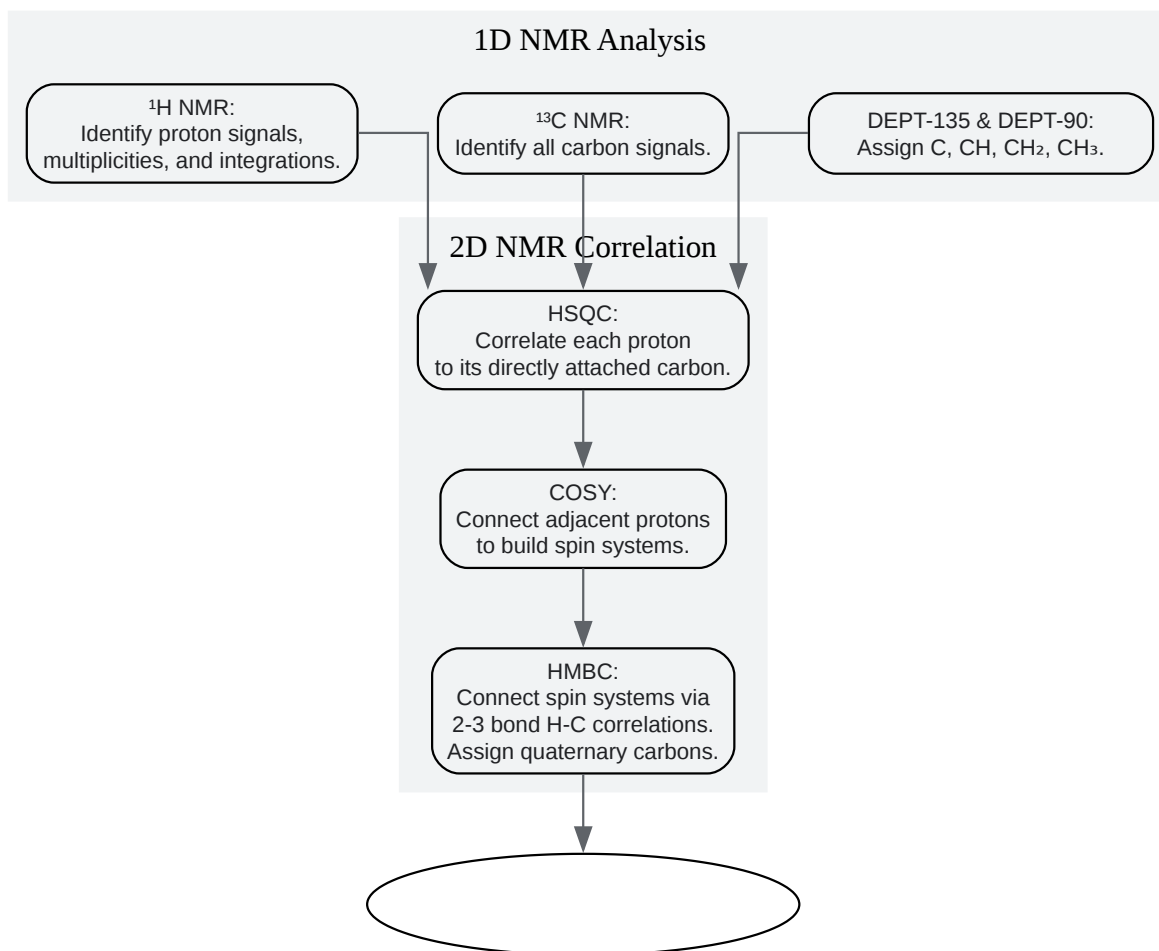 1D NMR Analysis
¹H NMR:
Identify proton signals,
multiplicities, and integrations.
¹³C NMR:
Identify all carbon signals.
DEPT-135 & DEPT-90:
Assign C, CH, CH₂, CH₃.
2D NMR Correlation
HSQC:
Correlate each proton
to its directly attached carbon.
COSY:
Connect adjacent protons
to build spin systems.
HMBC:
Connect spin systems via
2-3 bond H-C correlations.
Assign quaternary carbons.